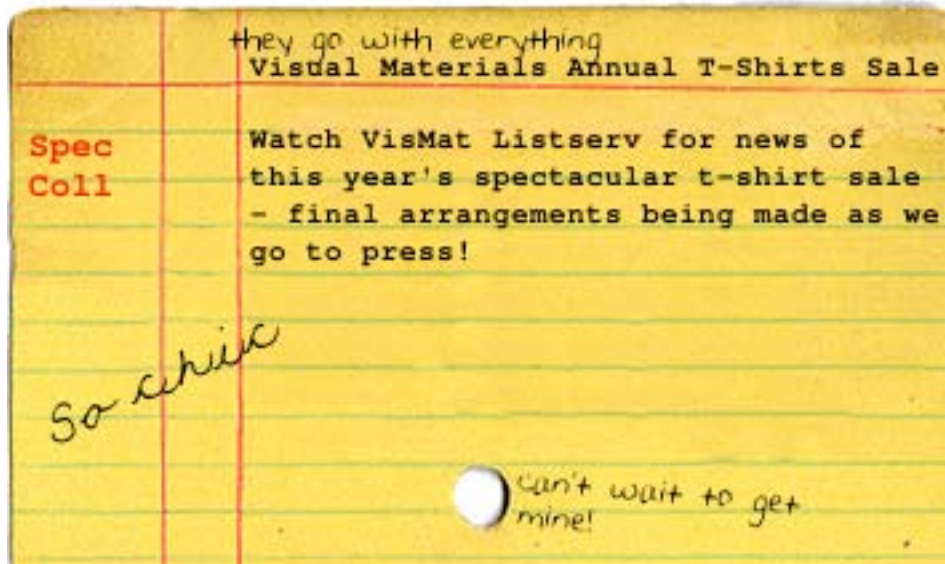 they go with everything
Visual Materials Annual T-Shirts Sale
Spec
Coll
Watch VisMat Listserv for news of
this year's spectacular t-shirt sale
- final arrangements being made as we
go to press!
So chic
can't wait to get
mine!